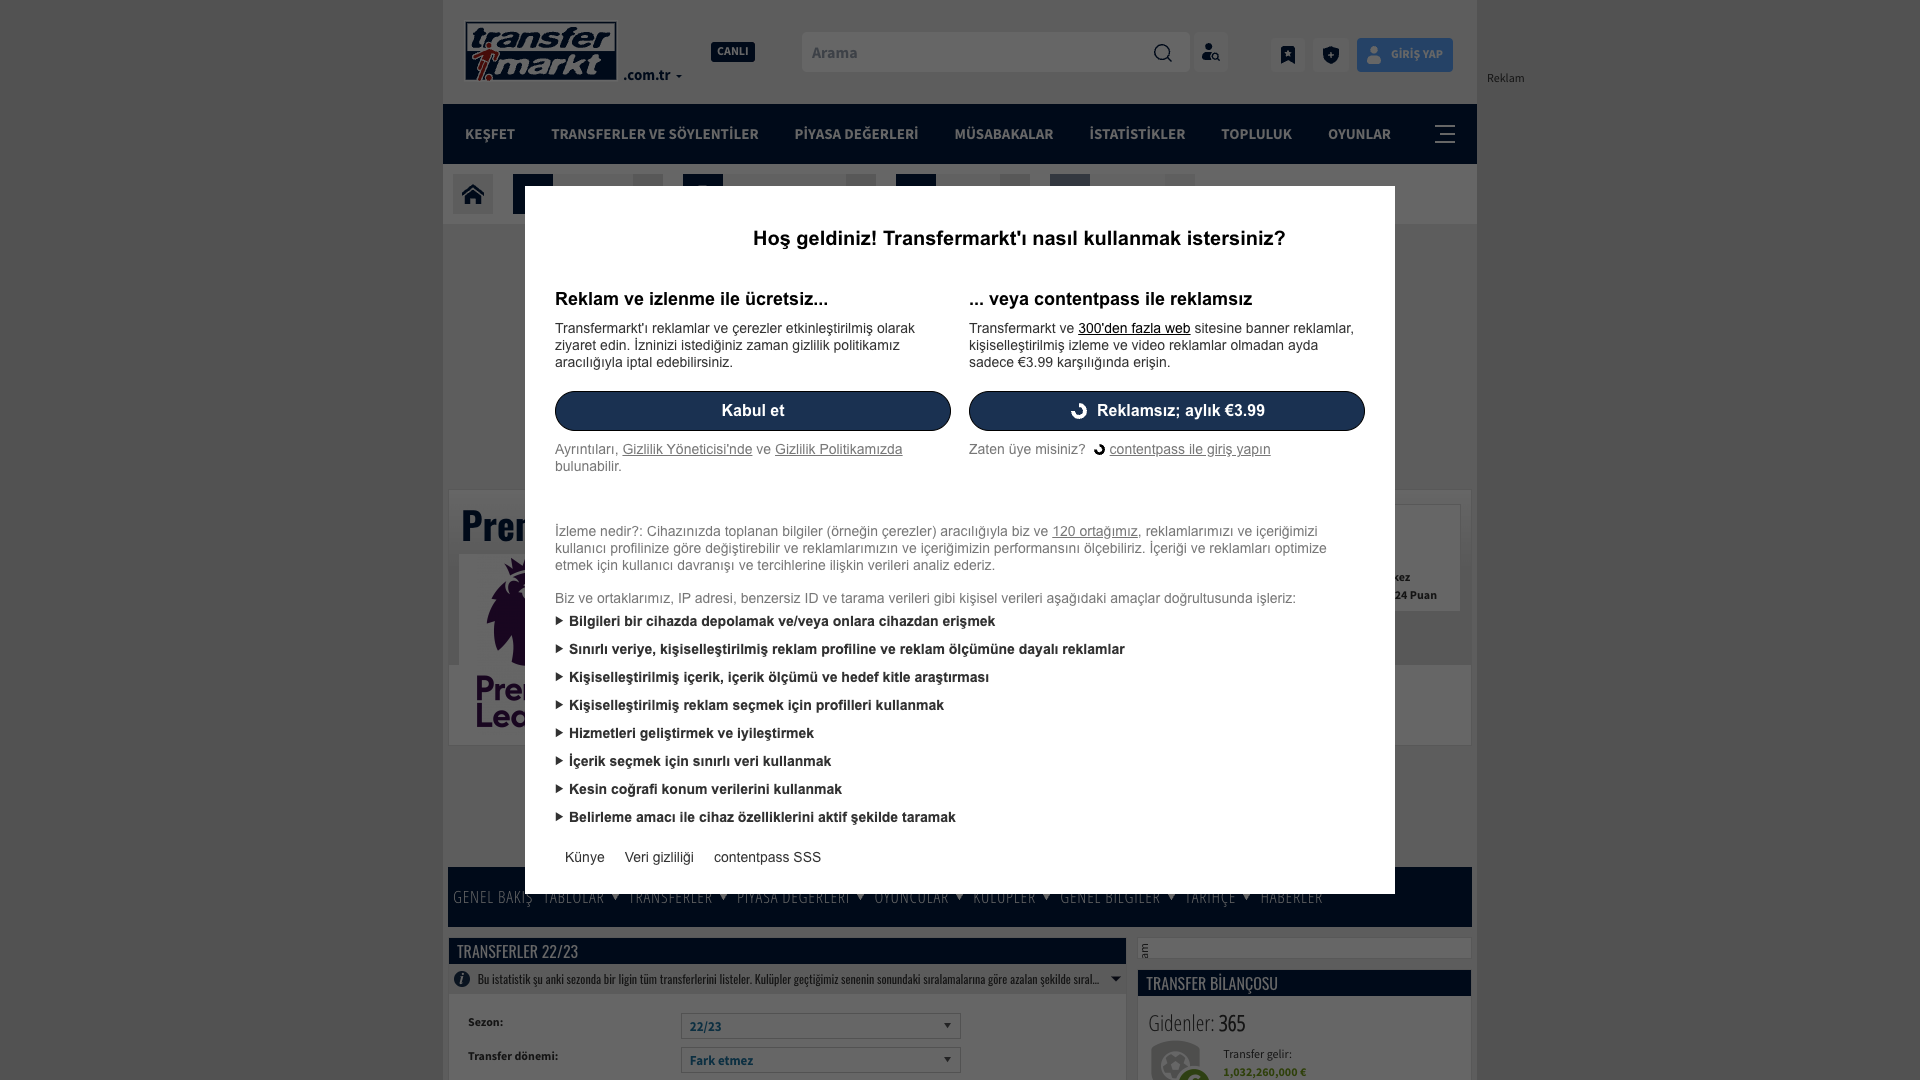 transfer
markt
.com.tr
CANLI
Arama
GİRİŞ YAP
Reklam
KEŞFET TRANSFERLER VE SÖYLENTİLER PİYASA DEĞERLERİ MÜSABAKALAR İSTATİSTİKLER TOPLULUK OYUNLAR
Hoş geldiniz! Transfermarkt'ı nasıl kullanmak istersiniz?
Reklam ve izlenme ile ücretsiz...
Transfermarkt'ı reklamlar ve çerezler etkinleştirilmiş olarak
ziyaret edin. İzninizi istediğiniz zaman gizlilik politikamız
aracılığıyla iptal edebilirsiniz.
Kabul et
Ayrıntıları, Gizlilik Yöneticisi'nde ve Gizlilik Politikamızda
bulunabilir.
... veya contentpass ile reklamsız
Transfermarkt ve 300'den fazla web sitesine banner reklamlar,
kişiselleştirilmiş izleme ve video reklamlar olmadan ayda
sadece €3.99 karşılığında erişin.
Reklamsız; aylık €3.99
Zaten üye misiniz? contentpass ile giriş yapın
İzleme nedir?: Cihazınızda toplanan bilgiler (örneğin çerezler) aracılığıyla biz ve 120 ortağımız, reklamlarımızı ve içeriğimizi
kullanıcı profilinize göre değiştirebilir ve reklamlarımızın ve içeriğimizin performansını ölçebiliriz. İçeriği ve reklamları optimize
etmek için kullanıcı davranışı ve tercihlerine ilişkin verileri analiz ederiz.
Biz ve ortaklarımız, IP adresi, benzersiz ID ve tarama verileri gibi kişisel verileri aşağıdaki amaçlar doğrultusunda işleriz:
Bilgileri bir cihazda depolamak ve/veya onlara cihazdan erişmek
Sınırlı veriye, kişiselleştirilmiş reklam profiline ve reklam ölçümüne dayalı reklamlar
Kişiselleştirilmiş içerik, içerik ölçümü ve hedef kitle araştırması
Kişiselleştirilmiş reklam seçmek için profilleri kullanmak
Hizmetleri geliştirmek ve iyileştirmek
İçerik seçmek için sınırlı veri kullanmak
Kesin coğrafi konum verilerini kullanmak
Belirleme amacı ile cihaz özelliklerini aktif şekilde taramak
Künye Veri gizliliği contentpass SSS
Prem
Pre
Lea
kez
24 Puan
GENEL BAKIŞ TABLOLAR TRANSFERLER PİYASA DEĞERLERİ OYUNCULAR KULÜPLER GENEL BİLGİLER TARİHÇE HABERLER
TRANSFERLER 22/23
Bu istatistik şu anki sezonda bir ligin tüm transferlerini listeler. Kulüpler geçtiğimiz senenin sonundaki sıralamalarına göre azalan şekilde sıral...
Sezon: 22/23
Transfer dönemi: Fark etmez
am
TRANSFER BİLANÇOSU
Gidenler: 365
Transfer gelir:
1,032,260,000 €